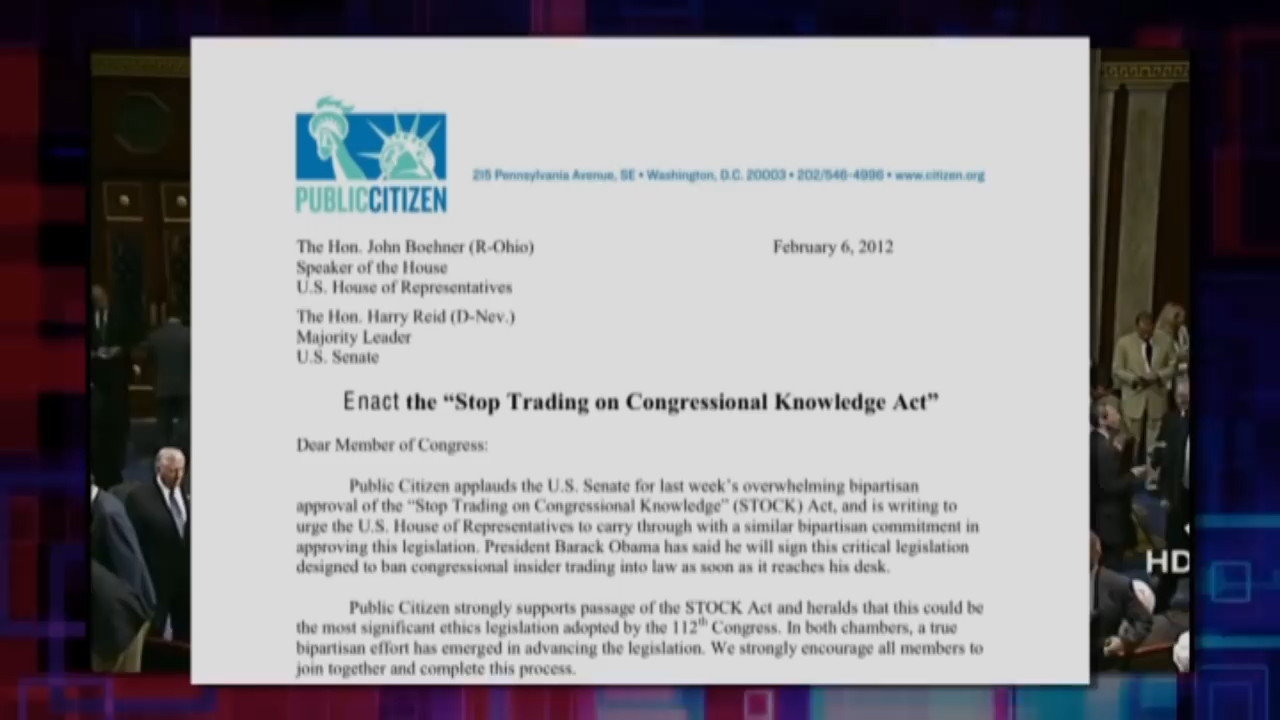 PUBLICCITIZEN
215 Pennsylvania Avenue, SE • Washington, D.C. 20003 • 202/546-4996 • www.citizen.org
The Hon. John Boehner (R-Ohio) February 6, 2012
Speaker of the House
U.S. House of Representatives
The Hon. Harry Reid (D-Nev.)
Majority Leader
U.S. Senate
Enact the “Stop Trading on Congressional Knowledge Act”
Dear Member of Congress:
Public Citizen applauds the U.S. Senate for last week’s overwhelming bipartisan
approval of the “Stop Trading on Congressional Knowledge” (STOCK) Act, and is writing to
urge the U.S. House of Representatives to carry through with a similar bipartisan commitment in
approving this legislation. President Barack Obama has said he will sign this critical legislation
designed to ban congressional insider trading into law as soon as it reaches his desk.
Public Citizen strongly supports passage of the STOCK Act and heralds that this could be
the most significant ethics legislation adopted by the 112th Congress. In both chambers, a true
bipartisan effort has emerged in advancing the legislation. We strongly encourage all members to
join together and complete this process.
HD